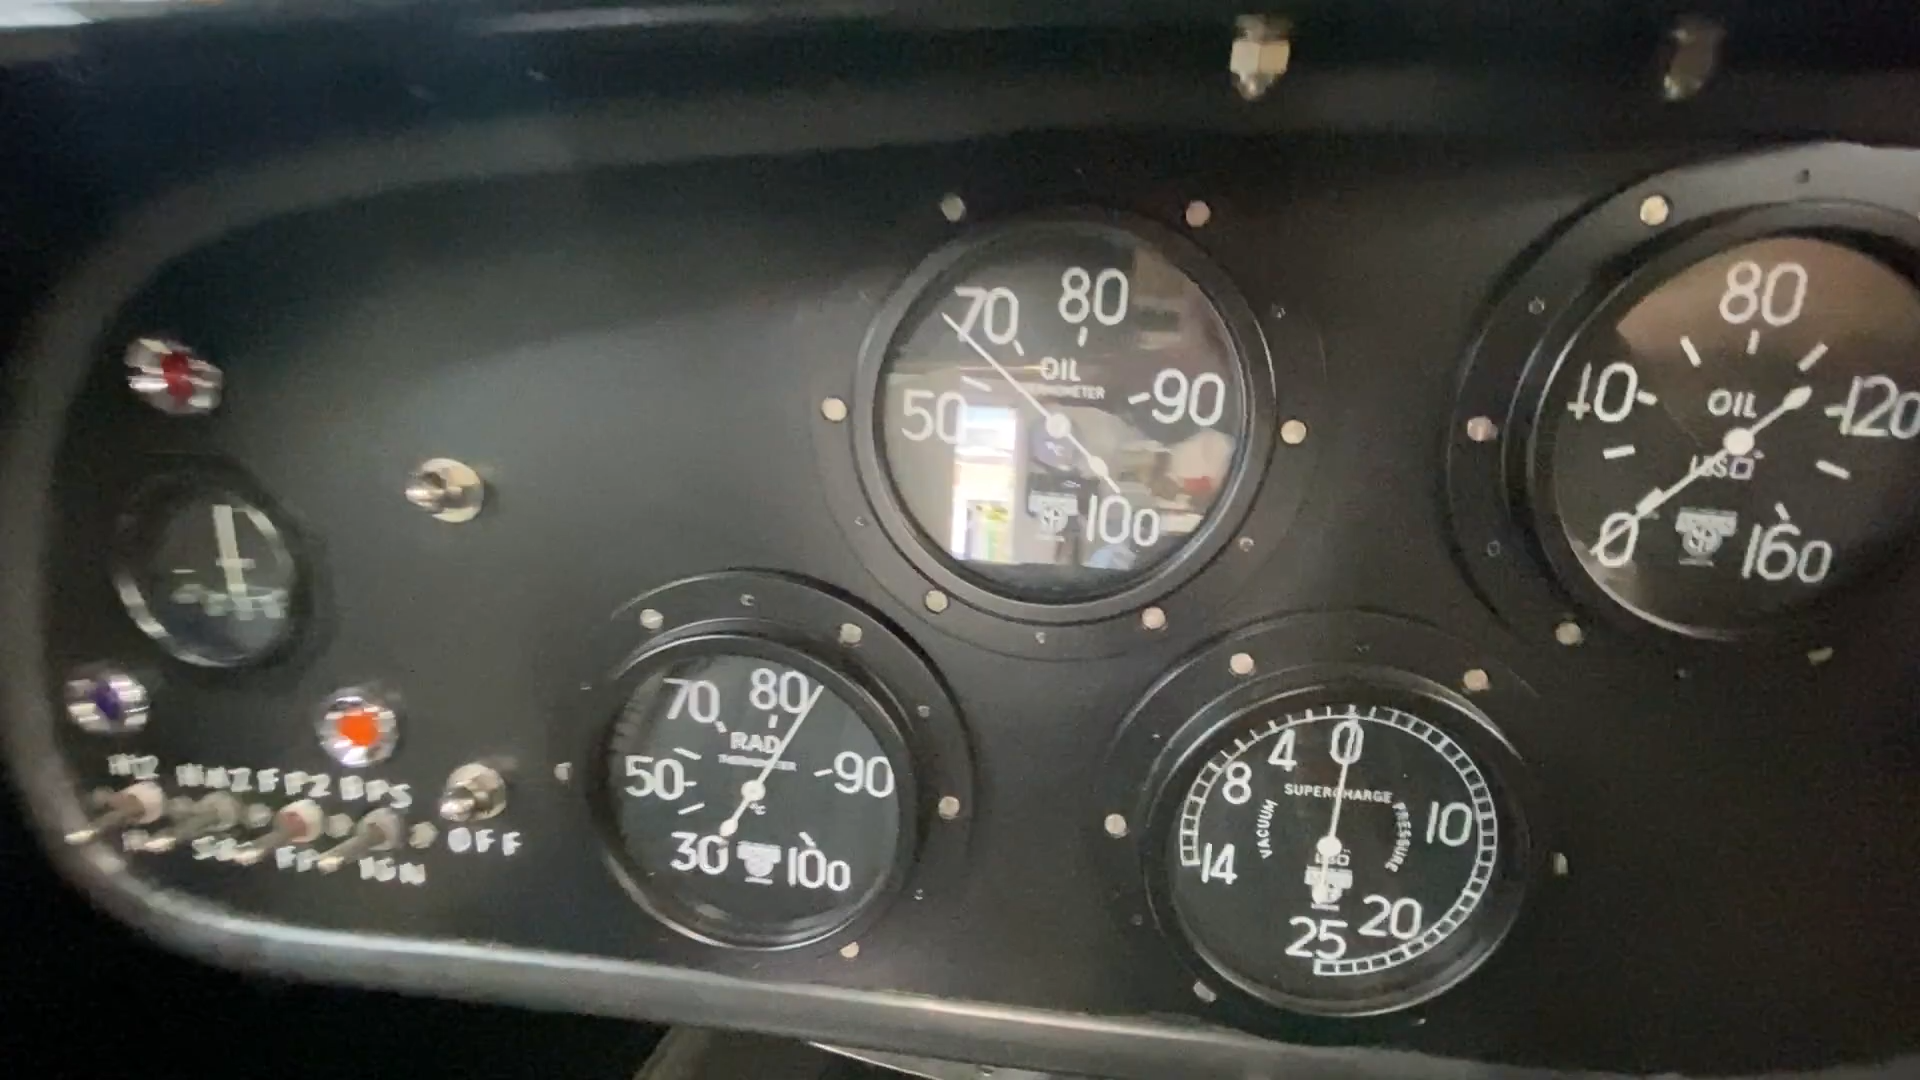 70 80
50 90
100
OIL
THERMOMETER
°C
80
40 120
0 160
OIL
LBS
70 80
50 90
30 100
RAD
THERMOMETER
°C
4 0
8 10
14 20
25
SUPERCHARGE
VACUUM
PRESSURE
OFF
IGN